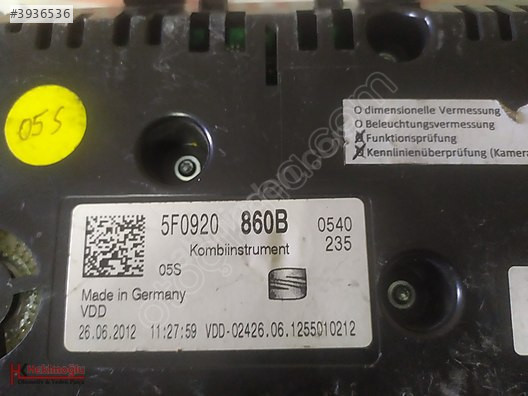 #3936536
05S
O dimensionelle Vermessung
O Beleuchtungsvermessung
Funktionsprüfung
Kennlinienüberprüfung (Kamera
5F0920 860B 0540
Kombiinstrument 235
05S
Made in Germany
VDD
26.06.2012 11:27:59 VDD-02426.06.1255010212